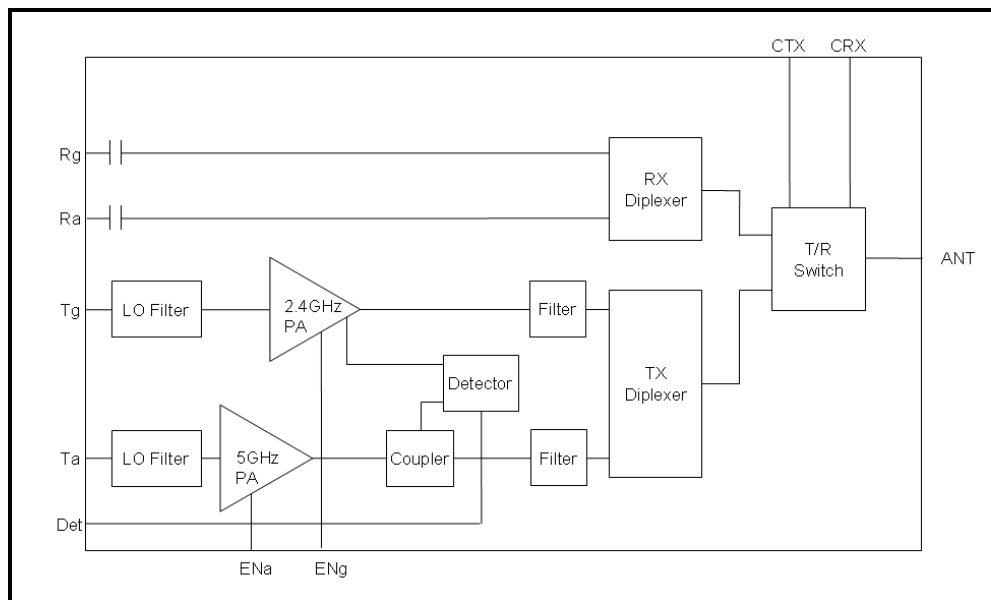 CTX CRX
Rg
RX
Diplexer
Ra
T/R
Switch
ANT
Tg
LO Filter
2.4GHz
PA
Filter
TX
Diplexer
Detector
Ta
LO Filter
5GHz
PA
Coupler
Filter
Det
ENa ENg